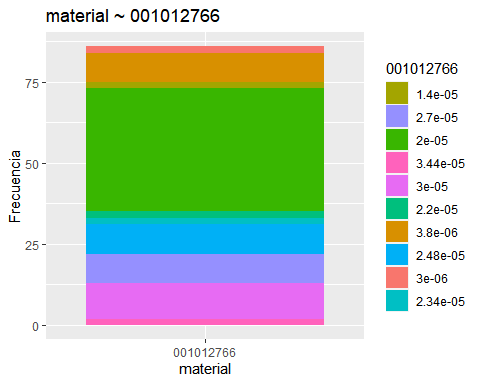 material ~ 001012766
Frecuencia
75
50
25
0
001012766
material
001012766
1.4e-05
2.7e-05
2e-05
3.44e-05
3e-05
2.2e-05
3.8e-06
2.48e-05
3e-06
2.34e-05